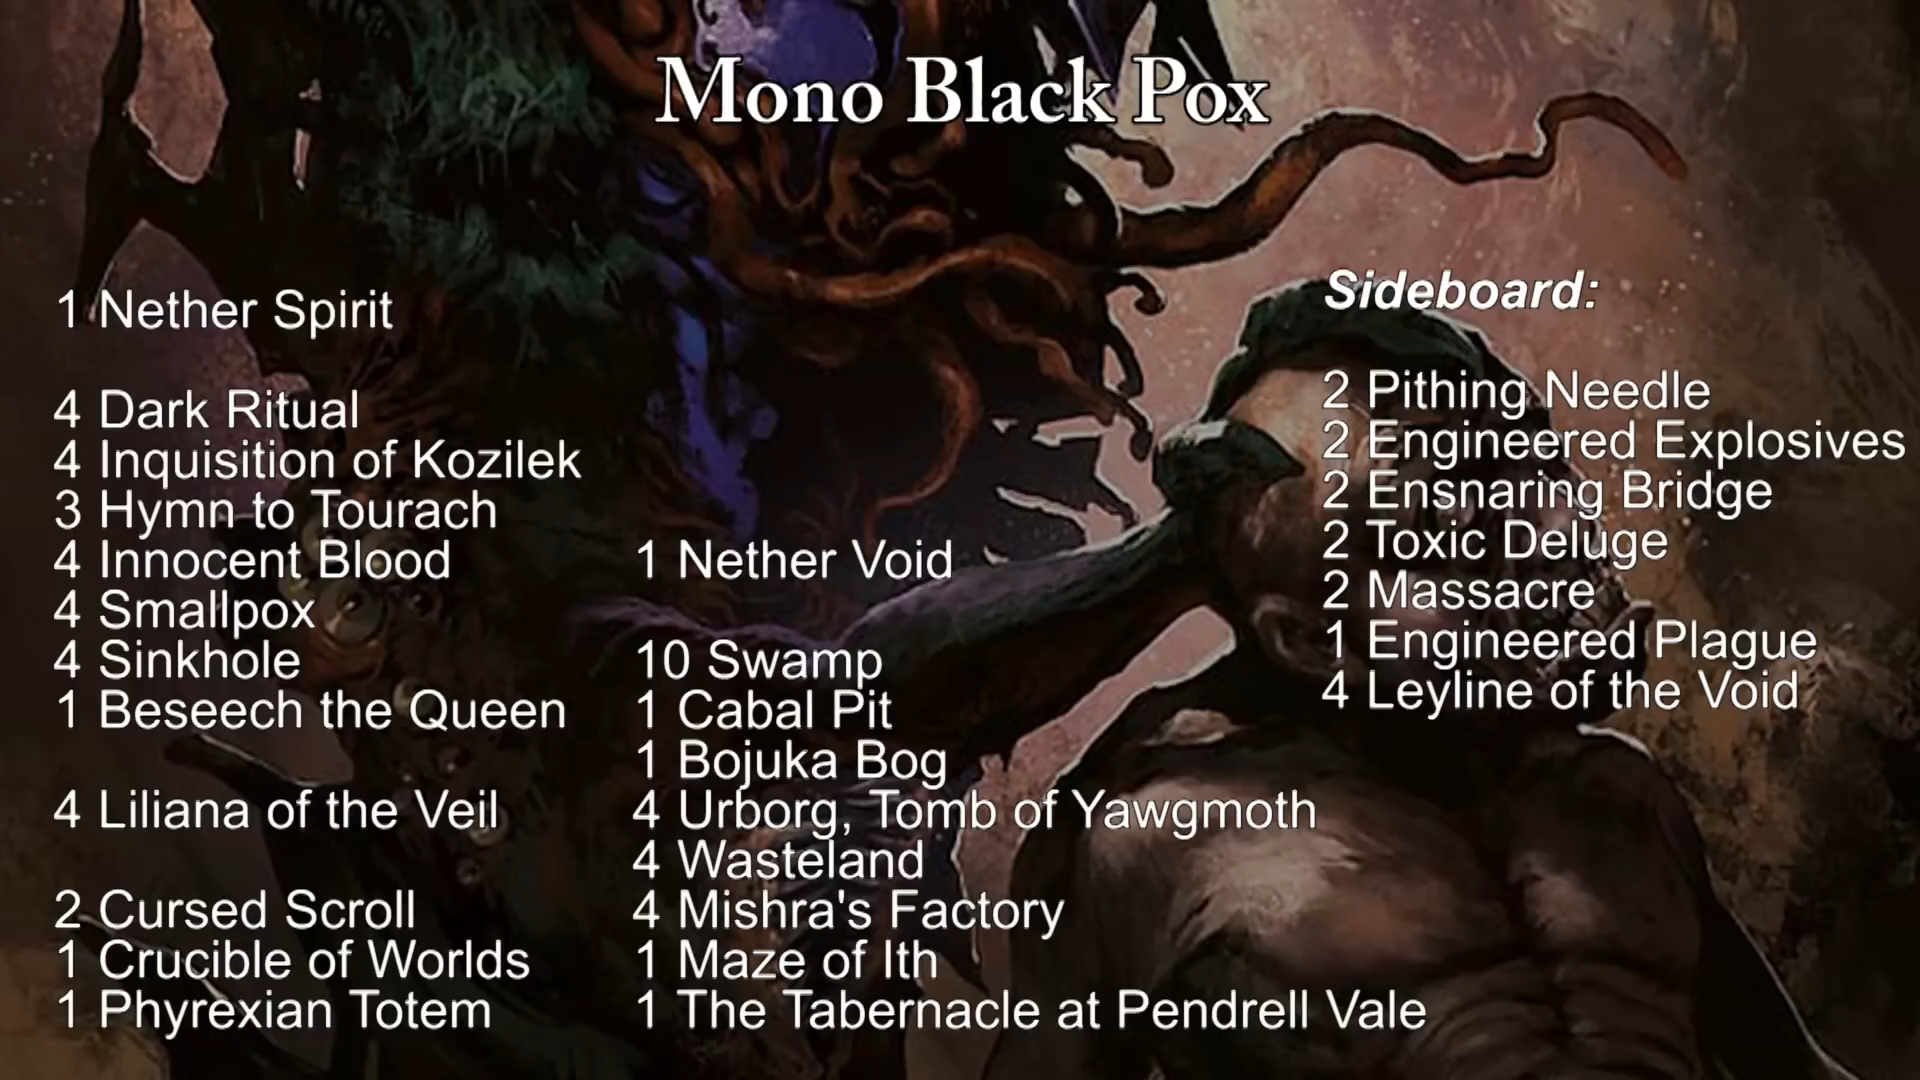 Mono Black Pox
1 Nether Spirit
4 Dark Ritual
4 Inquisition of Kozilek
3 Hymn to Tourach
4 Innocent Blood
4 Smallpox
4 Sinkhole
1 Beseech the Queen
4 Liliana of the Veil
2 Cursed Scroll
1 Crucible of Worlds
1 Phyrexian Totem
1 Nether Void
10 Swamp
1 Cabal Pit
1 Bojuka Bog
4 Urborg, Tomb of Yawgmoth
4 Wasteland
4 Mishra's Factory
1 Maze of Ith
1 The Tabernacle at Pendrell Vale
Sideboard:
2 Pithing Needle
2 Engineered Explosives
2 Ensnaring Bridge
2 Toxic Deluge
2 Massacre
1 Engineered Plague
4 Leyline of the Void